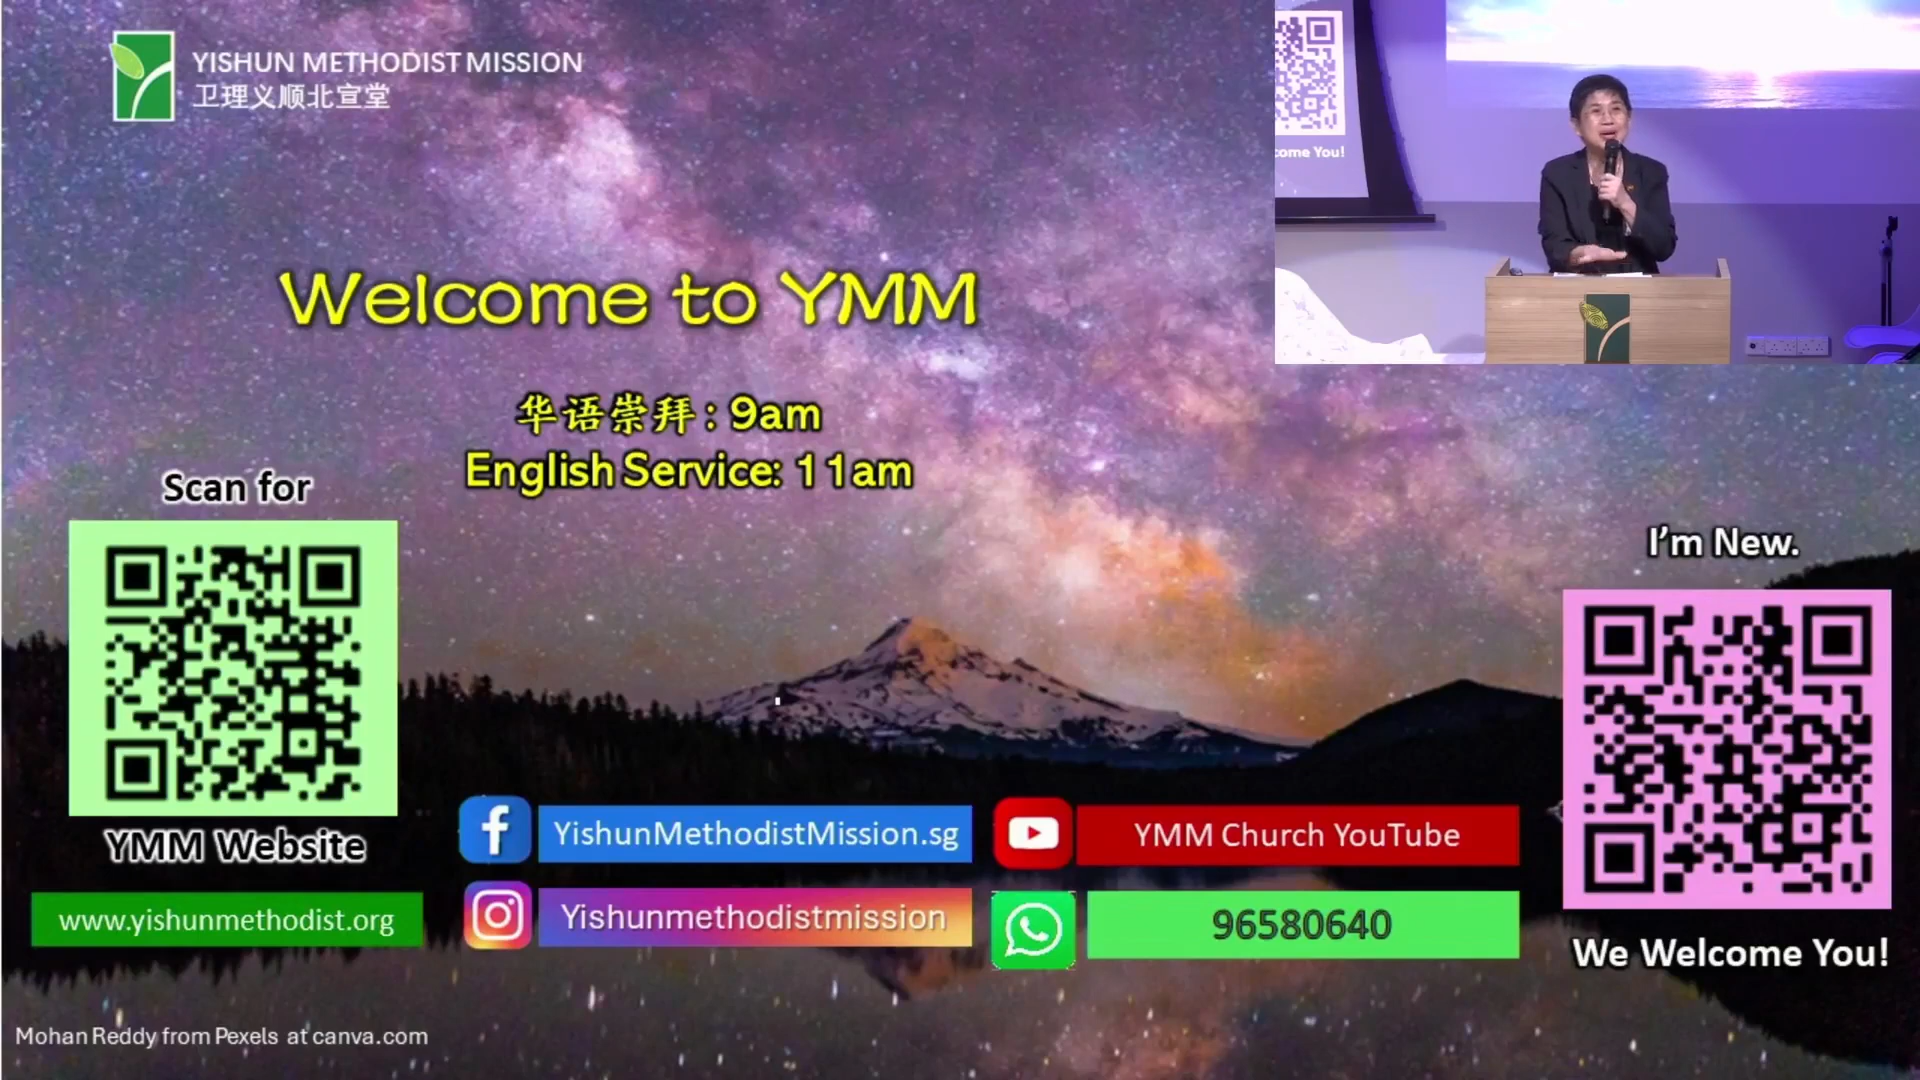 YISHUN METHODIST MISSION
卫理义顺北宣堂
come You!
Welcome to YMM
华语崇拜: 9am
English Service: 11am
Scan for
YMM Website
www.yishunmethodist.org
YishunMethodistMission.sg
Yishunmethodistmission
YMM Church YouTube
96580640
I'm New.
We Welcome You!
Mohan Reddy from Pexels at canva.com